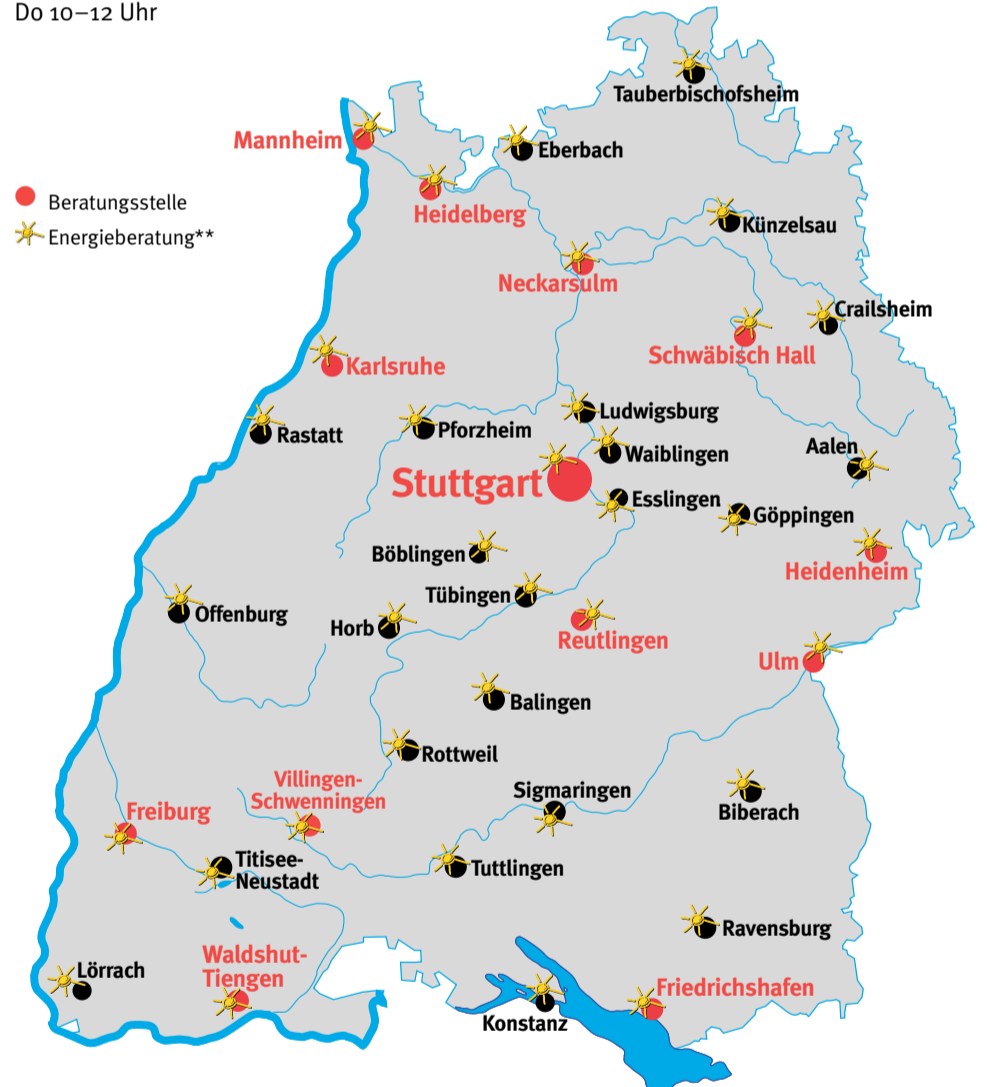 Do 10–12 Uhr
Tauberbischofsheim
Mannheim
Eberbach
Beratungsstelle
Heidelberg
Künzelsau
Energieberatung**
Neckarsulm
Crailsheim
Schwäbisch Hall
Karlsruhe
Ludwigsburg
Rastatt
Pforzheim
Waiblingen
Aalen
Stuttgart
Esslingen
Göppingen
Böblingen
Heidenheim
Tübingen
Offenburg
Horb
Reutlingen
Ulm
Balingen
Rottweil
Villingen-
Schwenningen
Sigmaringen
Freiburg
Biberach
Titisee-
Neustadt
Tuttlingen
Ravensburg
Waldshut-
Tiengen
Lörrach
Friedrichshafen
Konstanz